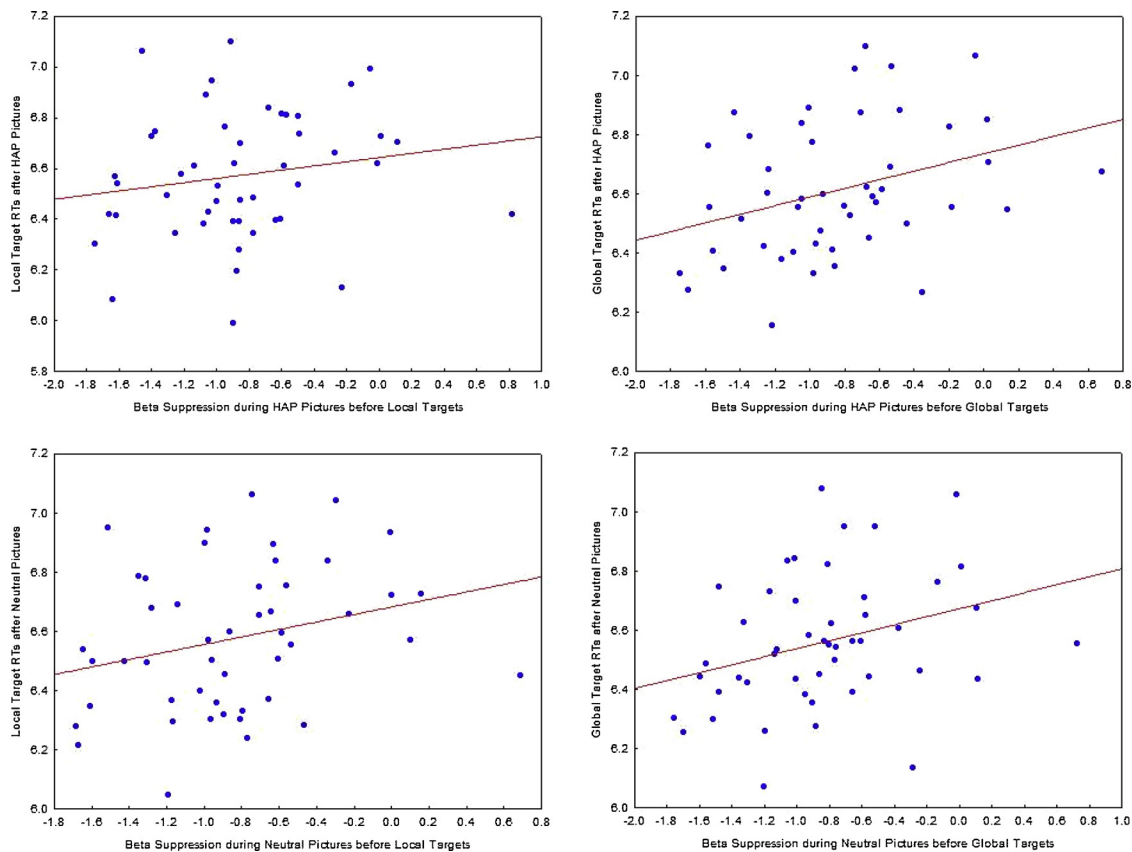 Local Target RTs after HAP Pictures
7.2
7.0
6.8
6.6
6.4
6.2
6.0
5.8
-2.0 -1.8 -1.6 -1.4 -1.2 -1.0 -0.8 -0.6 -0.4 -0.2 0.0 0.2 0.4 0.6 0.8 1.0
Beta Suppression during HAP Pictures before Local Targets
Global Target RTs after HAP Pictures
7.2
7.0
6.8
6.6
6.4
6.2
6.0
-2.0 -1.8 -1.6 -1.4 -1.2 -1.0 -0.8 -0.6 -0.4 -0.2 0.0 0.2 0.4 0.6 0.8
Beta Suppression during HAP Pictures before Global Targets
Local Target RTs after Neutral Pictures
7.2
7.0
6.8
6.6
6.4
6.2
6.0
-1.8 -1.6 -1.4 -1.2 -1.0 -0.8 -0.6 -0.4 -0.2 0.0 0.2 0.4 0.6 0.8
Beta Suppression during Neutral Pictures before Local Targets
Global Target RTs after Neutral Pictures
7.2
7.0
6.8
6.6
6.4
6.2
6.0
-2.0 -1.8 -1.6 -1.4 -1.2 -1.0 -0.8 -0.6 -0.4 -0.2 0.0 0.2 0.4 0.6 0.8 1.0
Beta Suppression during Neutral Pictures before Global Targets